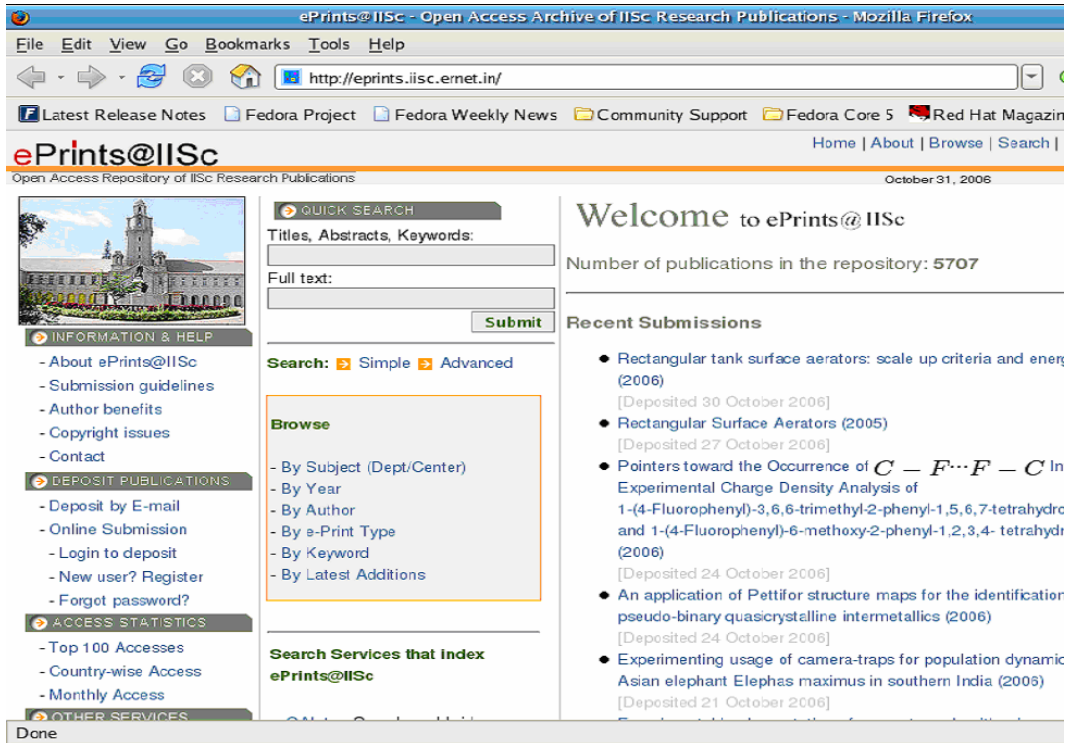 ePrints@IISc - Open Access Archive of IISc Research Publications - Mozilla Firefox
File Edit View Go Bookmarks Tools Help
http://eprints.iisc.ernet.in/
Latest Release Notes Fedora Project Fedora Weekly News Community Support Fedora Core 5 Red Hat Magazin
ePrints@IISc
Home | About | Browse | Search |
Open Access Repository of IISc Research Publications
October 31, 2006
INFORMATION & HELP
- About ePrints@IISc
- Submission guidelines
- Author benefits
- Copyright issues
- Contact
DEPOSIT PUBLICATIONS
- Deposit by E-mail
- Online Submission
- Login to deposit
- New user? Register
- Forgot password?
ACCESS STATISTICS
- Top 100 Accesses
- Country-wise Access
- Monthly Access
OTHER SERVICES
QUICK SEARCH
Titles, Abstracts, Keywords:
Full text:
Submit
Search: Simple Advanced
Browse
- By Subject (Dept/Center)
- By Year
- By Author
- By e-Print Type
- By Keyword
- By Latest Additions
Search Services that index
ePrints@IISc
Welcome to ePrints@IISc
Number of publications in the repository: 5707
Recent Submissions
Rectangular tank surface aerators: scale up criteria and energ
(2006)
[Deposited 30 October 2006]
Rectangular Surface Aerators (2005)
[Deposited 27 October 2006]
Pointers toward the Occurrence of C – F···F – C In
Experimental Charge Density Analysis of
1-(4-Fluorophenyl)-3,6,6-trimethyl-2-phenyl-1,5,6,7-tetrahydro
and 1-(4-Fluorophenyl)-6-methoxy-2-phenyl-1,2,3,4- tetrahydr
(2006)
[Deposited 24 October 2006]
An application of Pettifor structure maps for the identification
pseudo-binary quasicrystalline intermetallics (2006)
[Deposited 24 October 2006]
Experimenting usage of camera-traps for population dynamic
Asian elephant Elephas maximus in southern India (2006)
[Deposited 21 October 2006]
Done